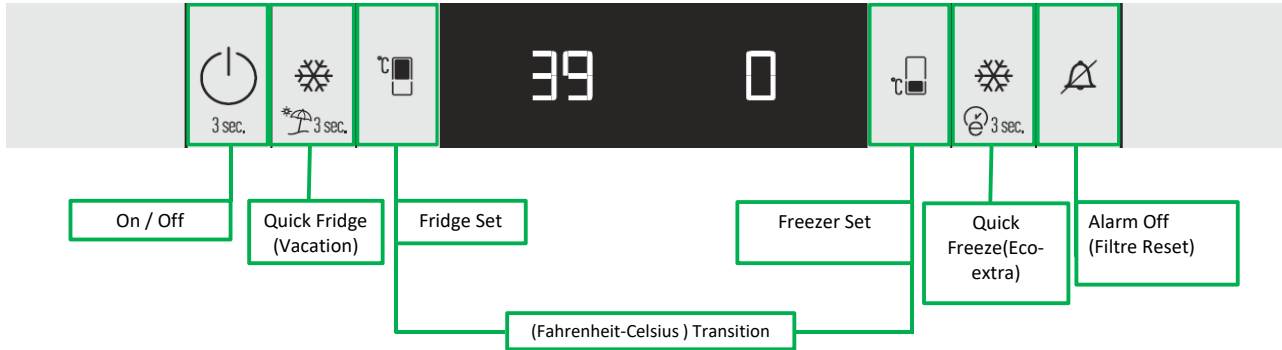 °C
39
0
°C
3 sec.
3 sec.
e 3 sec.
On / Off
Quick Fridge
(Vacation)
Fridge Set
Freezer Set
Quick
Freeze(Eco-
extra)
Alarm Off
(Filtre Reset)
(Fahrenheit-Celsius ) Transition